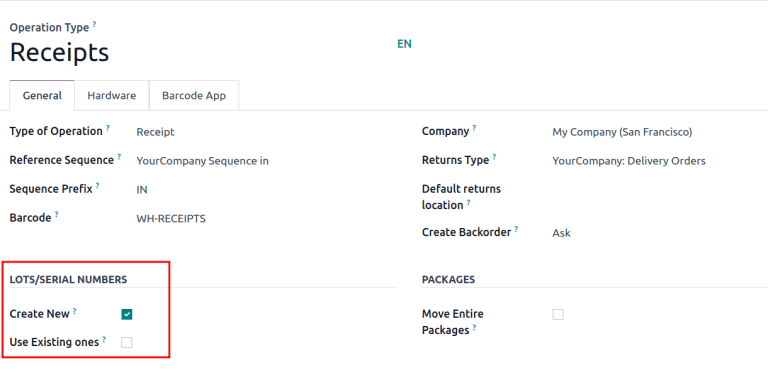 Operation Type ?
Receipts
EN
General Hardware Barcode App
Type of Operation ? Receipt
Company ? My Company (San Francisco)
Reference Sequence ? YourCompany Sequence in
Returns Type ? YourCompany: Delivery Orders
Sequence Prefix ? IN
Default returns
location ?
Barcode ? WH-RECEIPTS
Create Backorder ? Ask
LOTS/SERIAL NUMBERS
PACKAGES
Create New ?
Move Entire
Packages ?
Use Existing ones ?